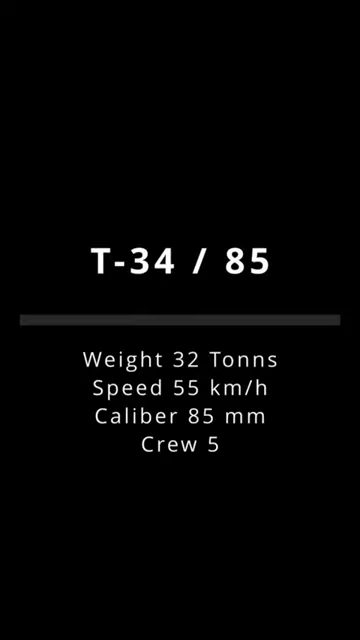 T-34 / 85
Weight 32 Tonns
Speed 55 km/h
Caliber 85 mm
Crew 5